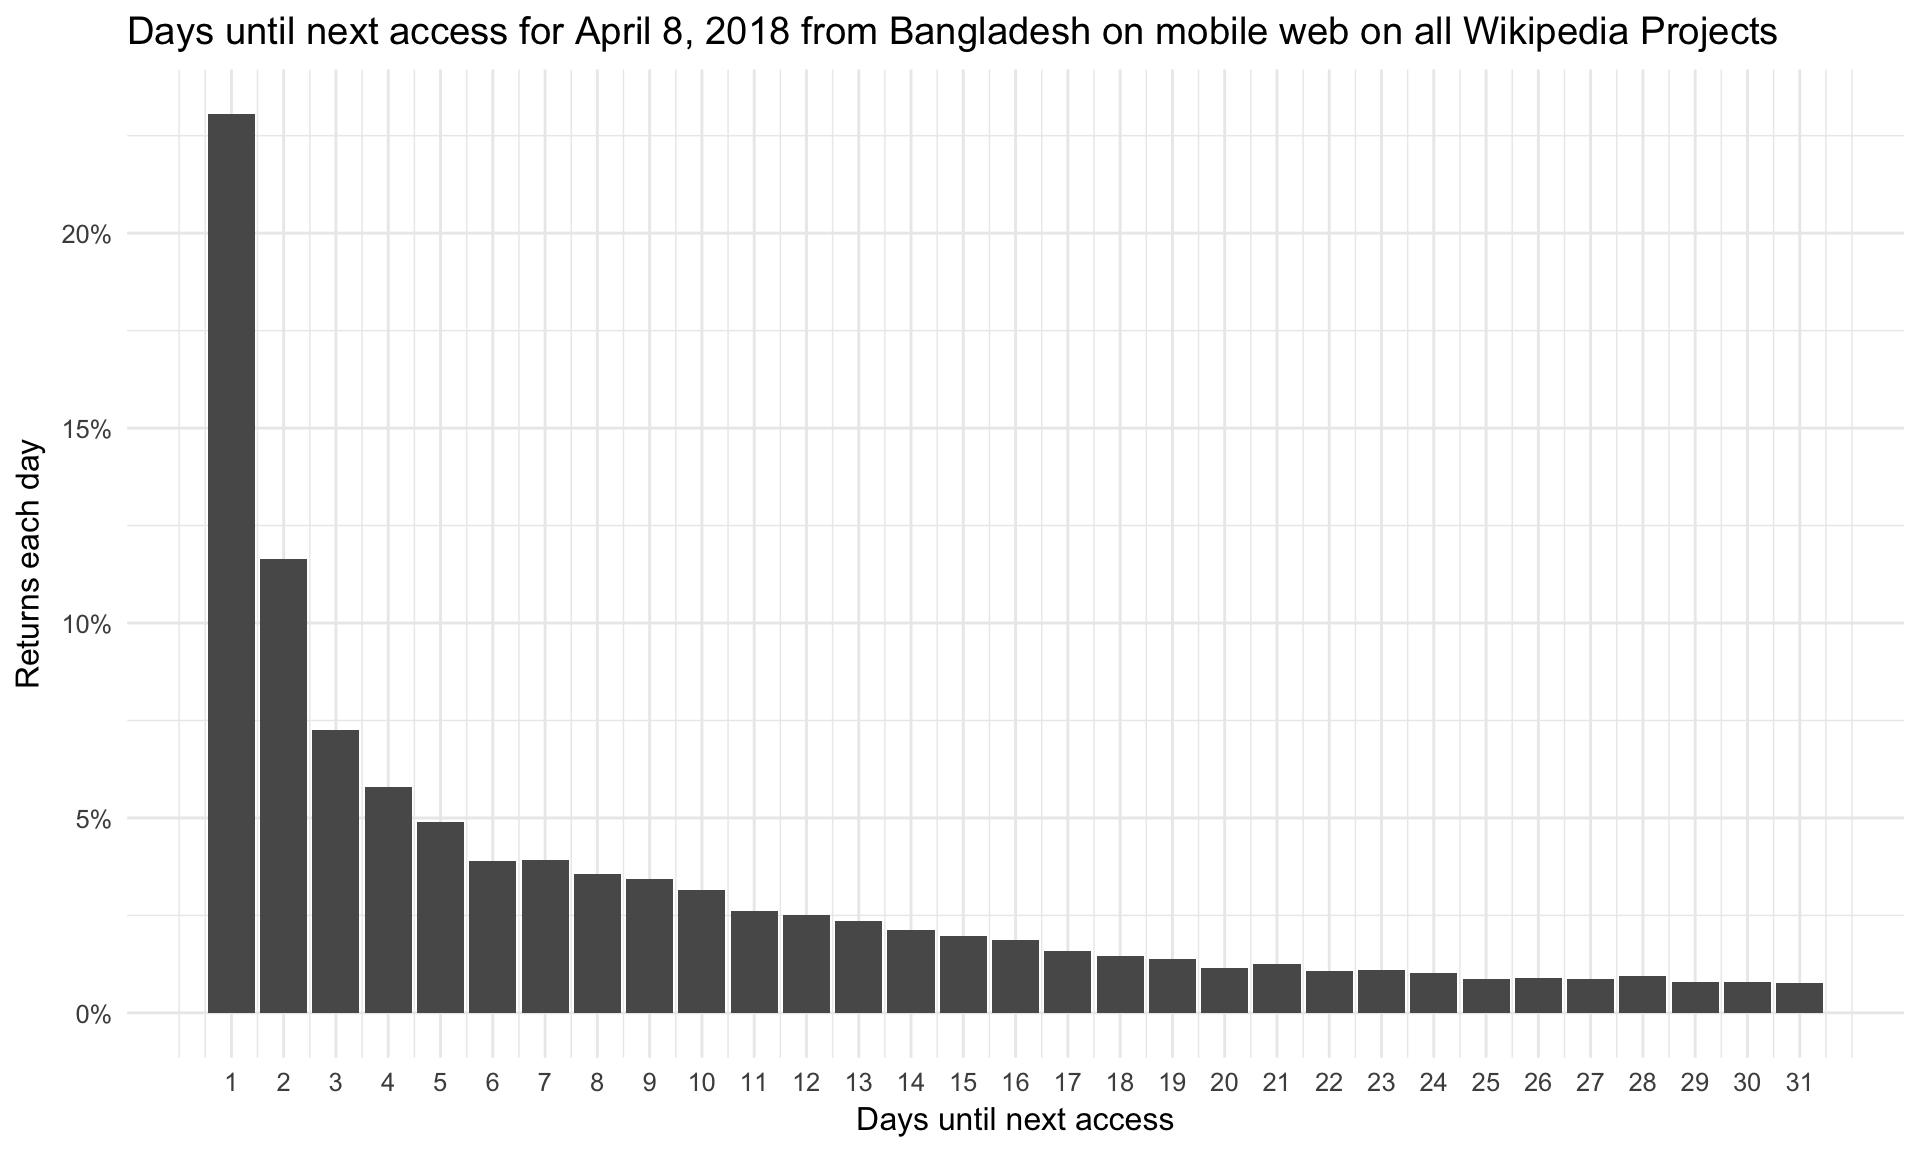 Days until next access for April 8, 2018 from Bangladesh on mobile web on all Wikipedia Projects
Returns each day
20%
15%
10%
5%
0%
1 2 3 4 5 6 7 8 9 10 11 12 13 14 15 16 17 18 19 20 21 22 23 24 25 26 27 28 29 30 31
Days until next access